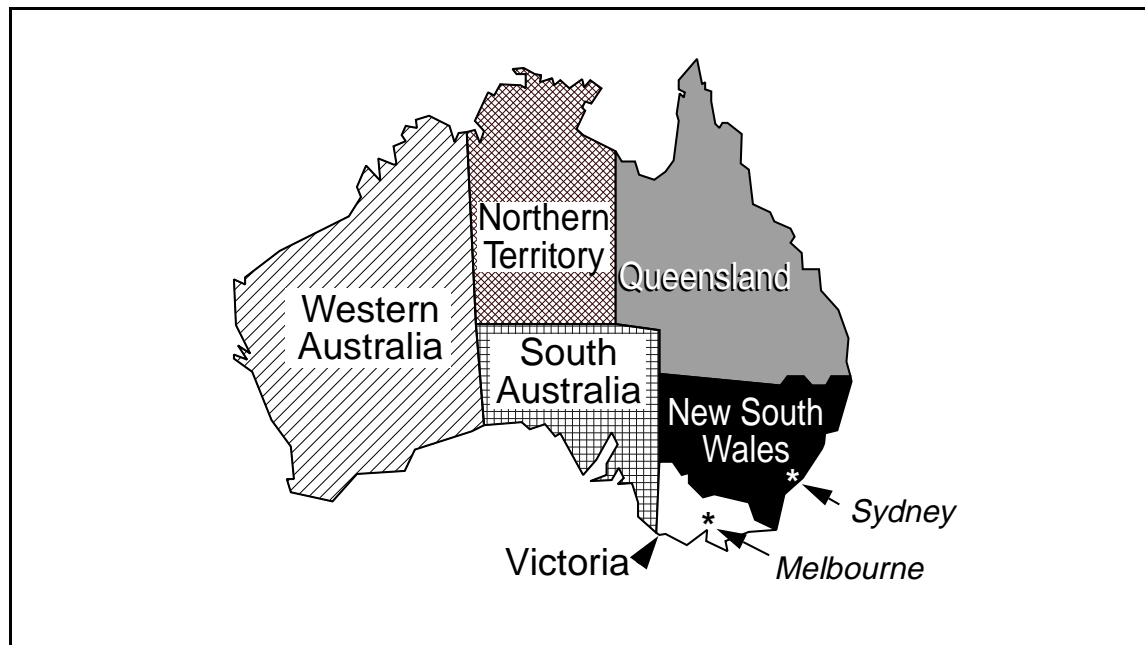 Northern
Territory
Queensland
Western
Australia
South
Australia
New South
Wales
*
Sydney
*
Victoria
Melbourne